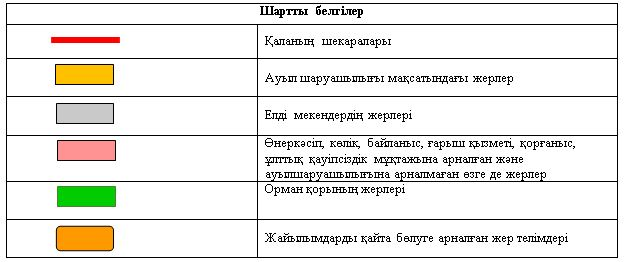 Шартты белгілер
Қаланың шекаралары
Ауыл шаруашылығы мақсатындағы жерлер
Елді мекендердің жерлері
Өнеркәсіп, көлік, байланыс, ғарыш қызметі, қорғаныс,
ұлттық қауіпсіздік мұқтажына арналған және
ауылшаруашылығына арналмаған өзге де жерлер
Орман қорының жерлері
Жайылымдарды қайта бөлуге арналған жер телімдері